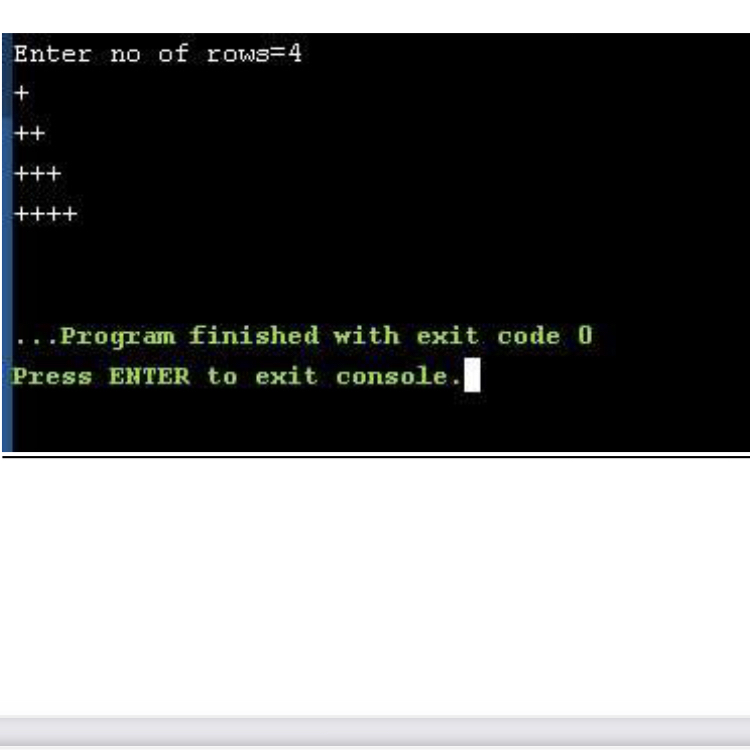 Enter no of rows=4
+
++
+++
++++
...Program finished with exit code 0
Press ENTER to exit console.